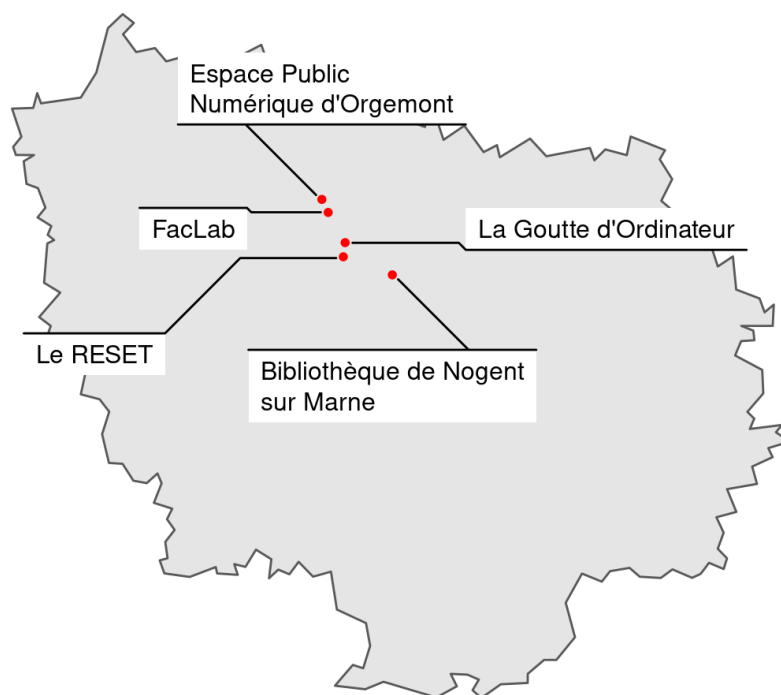 Espace Public
Numérique d'Orgemont
FacLab
La Goutte d'Ordinateur
Le RESET
Bibliothèque de Nogent
sur Marne